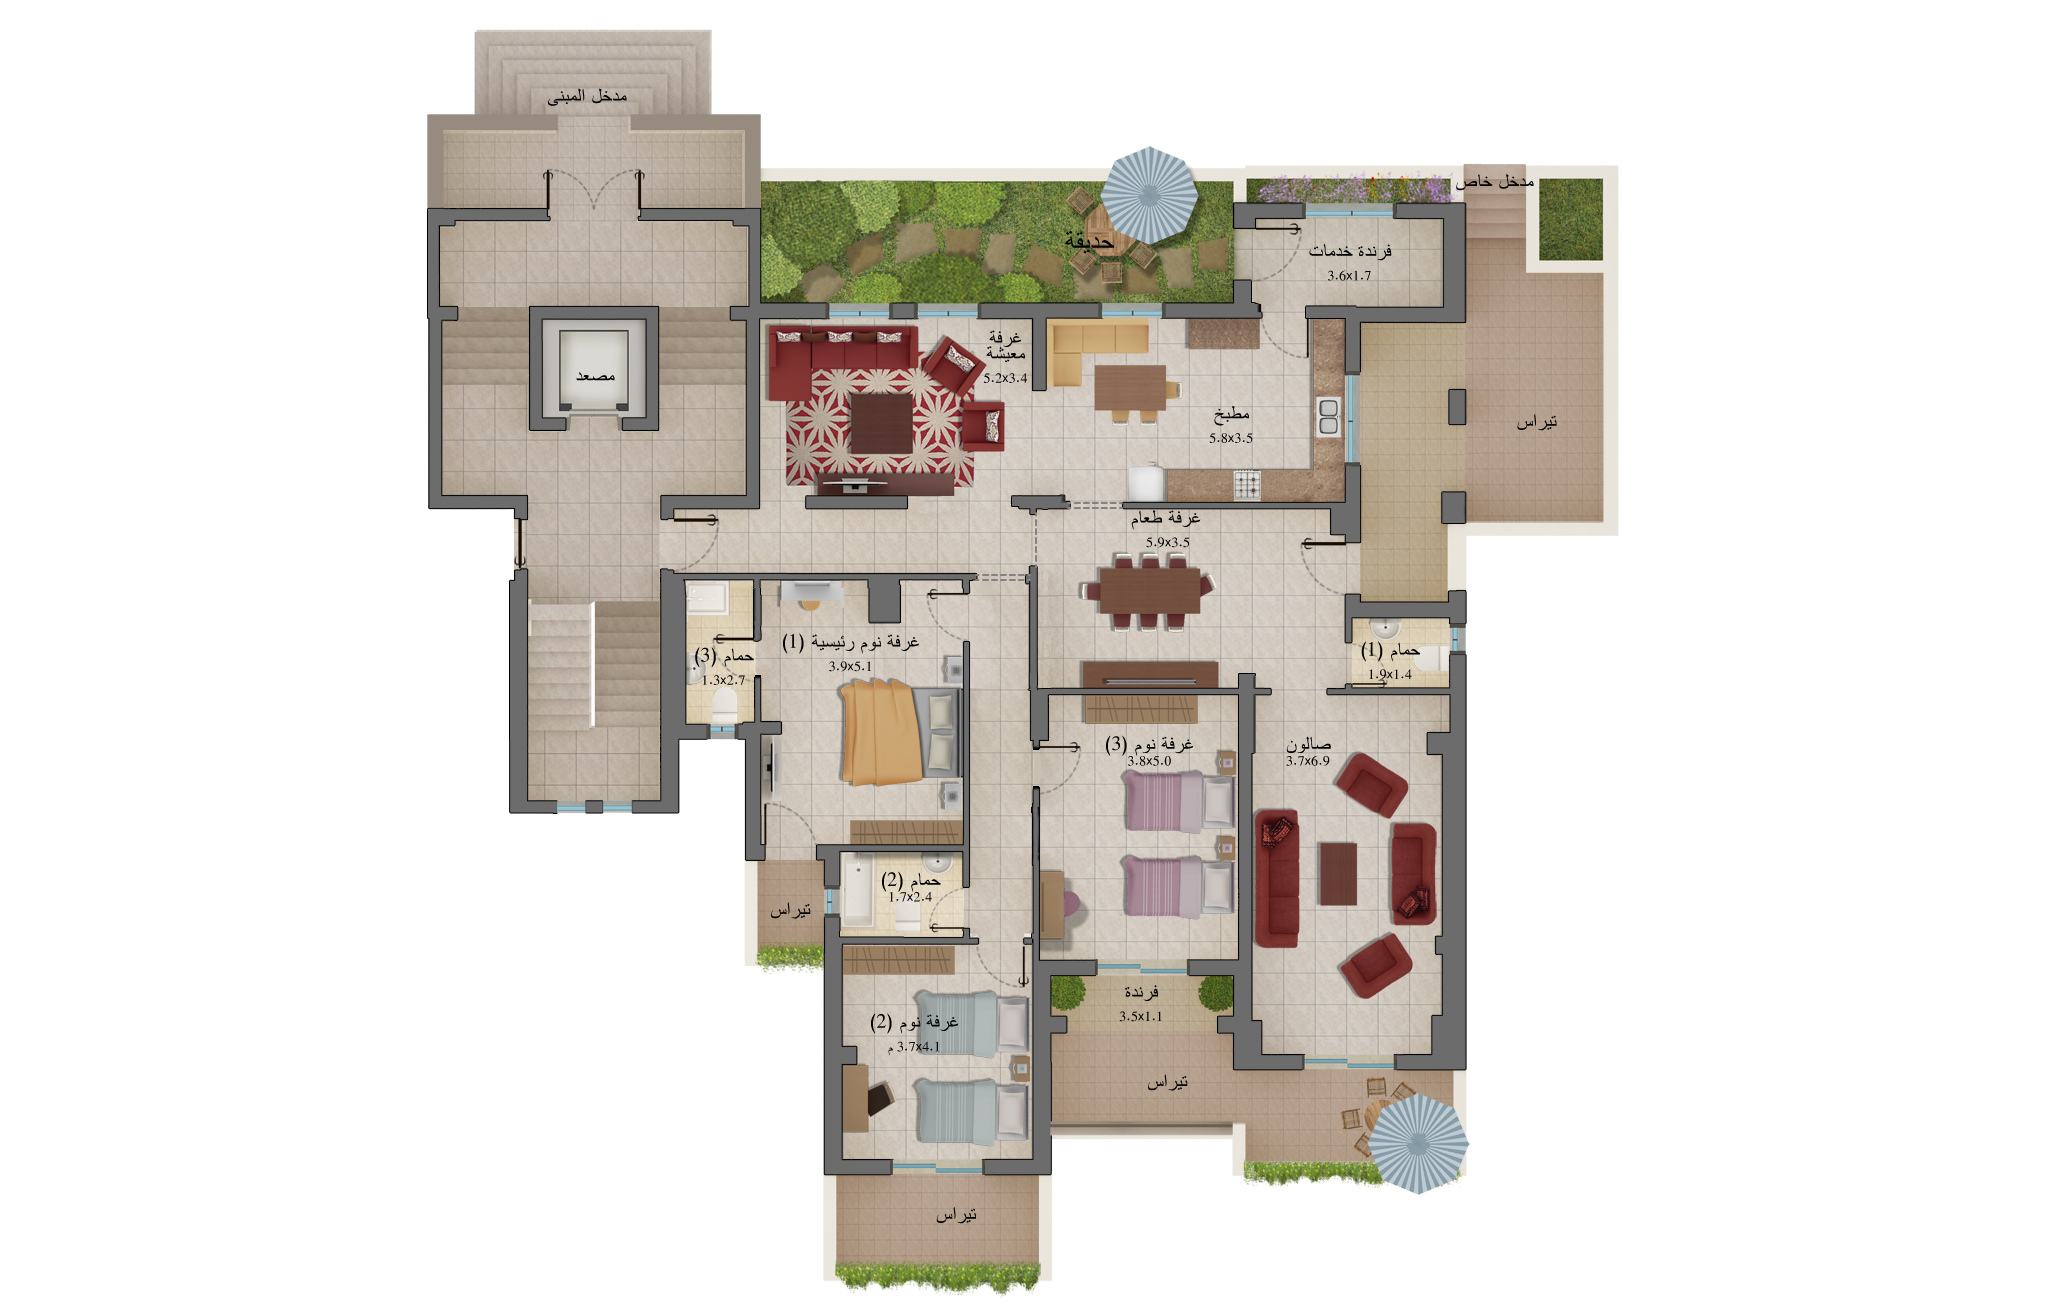 مدخل المبنى
مدخل خاص
حديقة
فرندة خدمات
3.6x1.7
غرفة
معيشة
5.2x3.4
مصعد
مطبخ
5.8x3.5
تيراس
غرفة طعام
5.9x3.5
غرفة نوم رئيسية (1)
3.9x5.1
حمام (3)
1.3x2.7
حمام (1)
1.9x1.4
غرفة نوم (3)
3.8x5.0
صالون
3.7x6.9
حمام (2)
1.7x2.4
تيراس
فرندة
3.5x1.1
غرفة نوم (2)
3.7x4.1 م
تيراس
تيراس